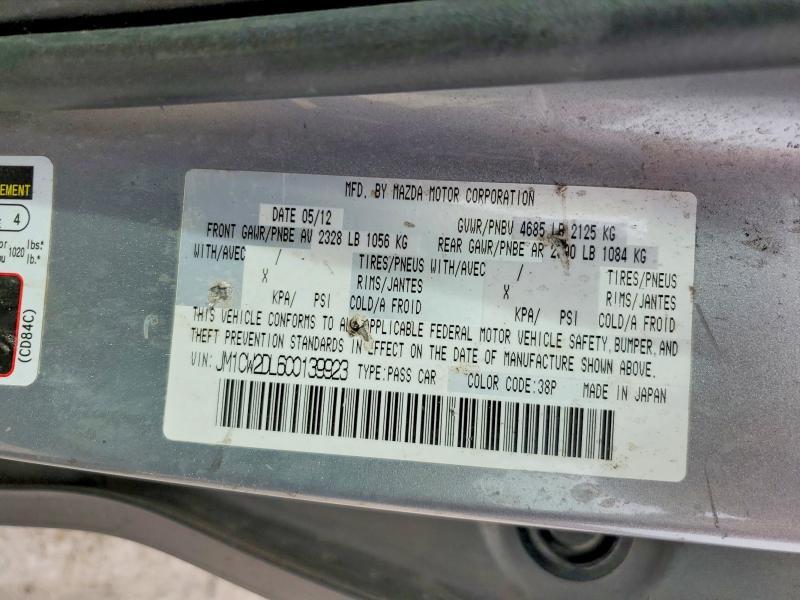 MFD. BY MAZDA MOTOR CORPORATION
DATE 05/12
GVWR/PNBV 4685 LB 2125 KG
FRONT GAWR/PNBE AV 2328 LB 1056 KG
REAR GAWR/PNBE AR LB 1084 KG
WITH/AVEC / TIRES/PNEUS
X RIMS/JANTES
KPA/ PSI COLD/A FROID
WITH/AVEC / TIRES/PNEUS
X RIMS/JANTES
KPA/ PSI COLD/A FROID
THIS VEHICLE CONFORMS TO ALL APPLICABLE FEDERAL MOTOR VEHICLE SAFETY, BUMPER, AND
THEFT PREVENTION STANDARDS IN EFFECT ON THE DATE OF MANUFACTURE SHOWN ABOVE.
VIN: JM1CW2DL6C0139923 TYPE:PASS CAR COLOR CODE:38P MADE IN JAPAN
EMENT
4
or lbs.*
1020 lb.*
(CD84C)